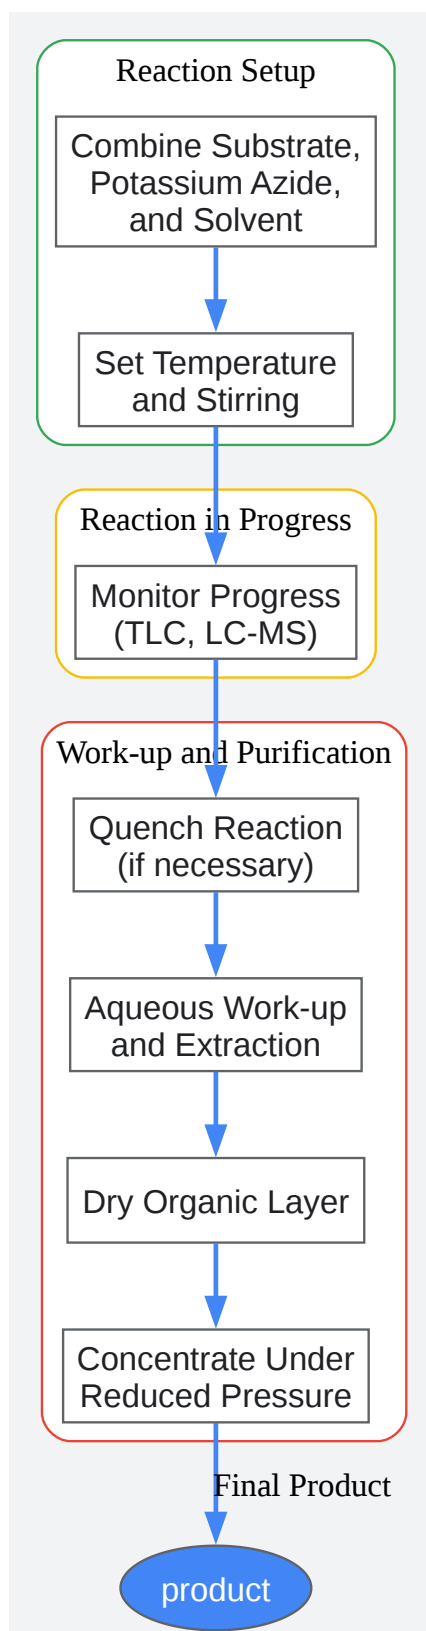 Reaction Setup
Combine Substrate,
Potassium Azide,
and Solvent
Set Temperature
and Stirring
Reaction in Progress
Monitor Progress
(TLC, LC-MS)
Work-up and Purification
Quench Reaction
(if necessary)
Aqueous Work-up
and Extraction
Dry Organic Layer
Concentrate Under
Reduced Pressure
Final Product
product